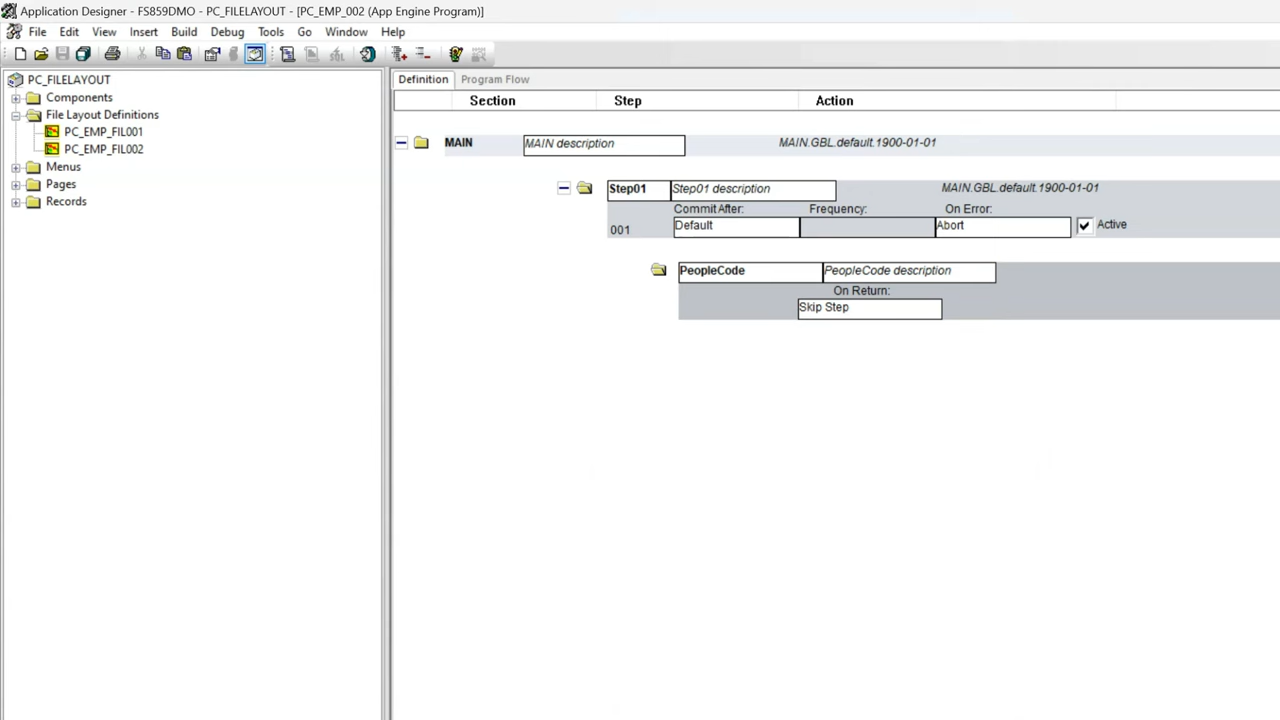 Application Designer - FS859DMO - PC_FILELAYOUT - [PC_EMP_002 (App Engine Program)]
File Edit View Insert Build Debug Tools Go Window Help
PC_FILELAYOUT
Components
File Layout Definitions
PC_EMP_FIL001
PC_EMP_FIL002
Menus
Pages
Records
Definition Program Flow
Section Step Action
MAIN MAIN description MAIN.GBL.default.1900-01-01
Step01 Step01 description MAIN.GBL.default.1900-01-01
Commit After: Frequency: On Error:
001 Default Abort Active
PeopleCode PeopleCode description
On Return:
Skip Step